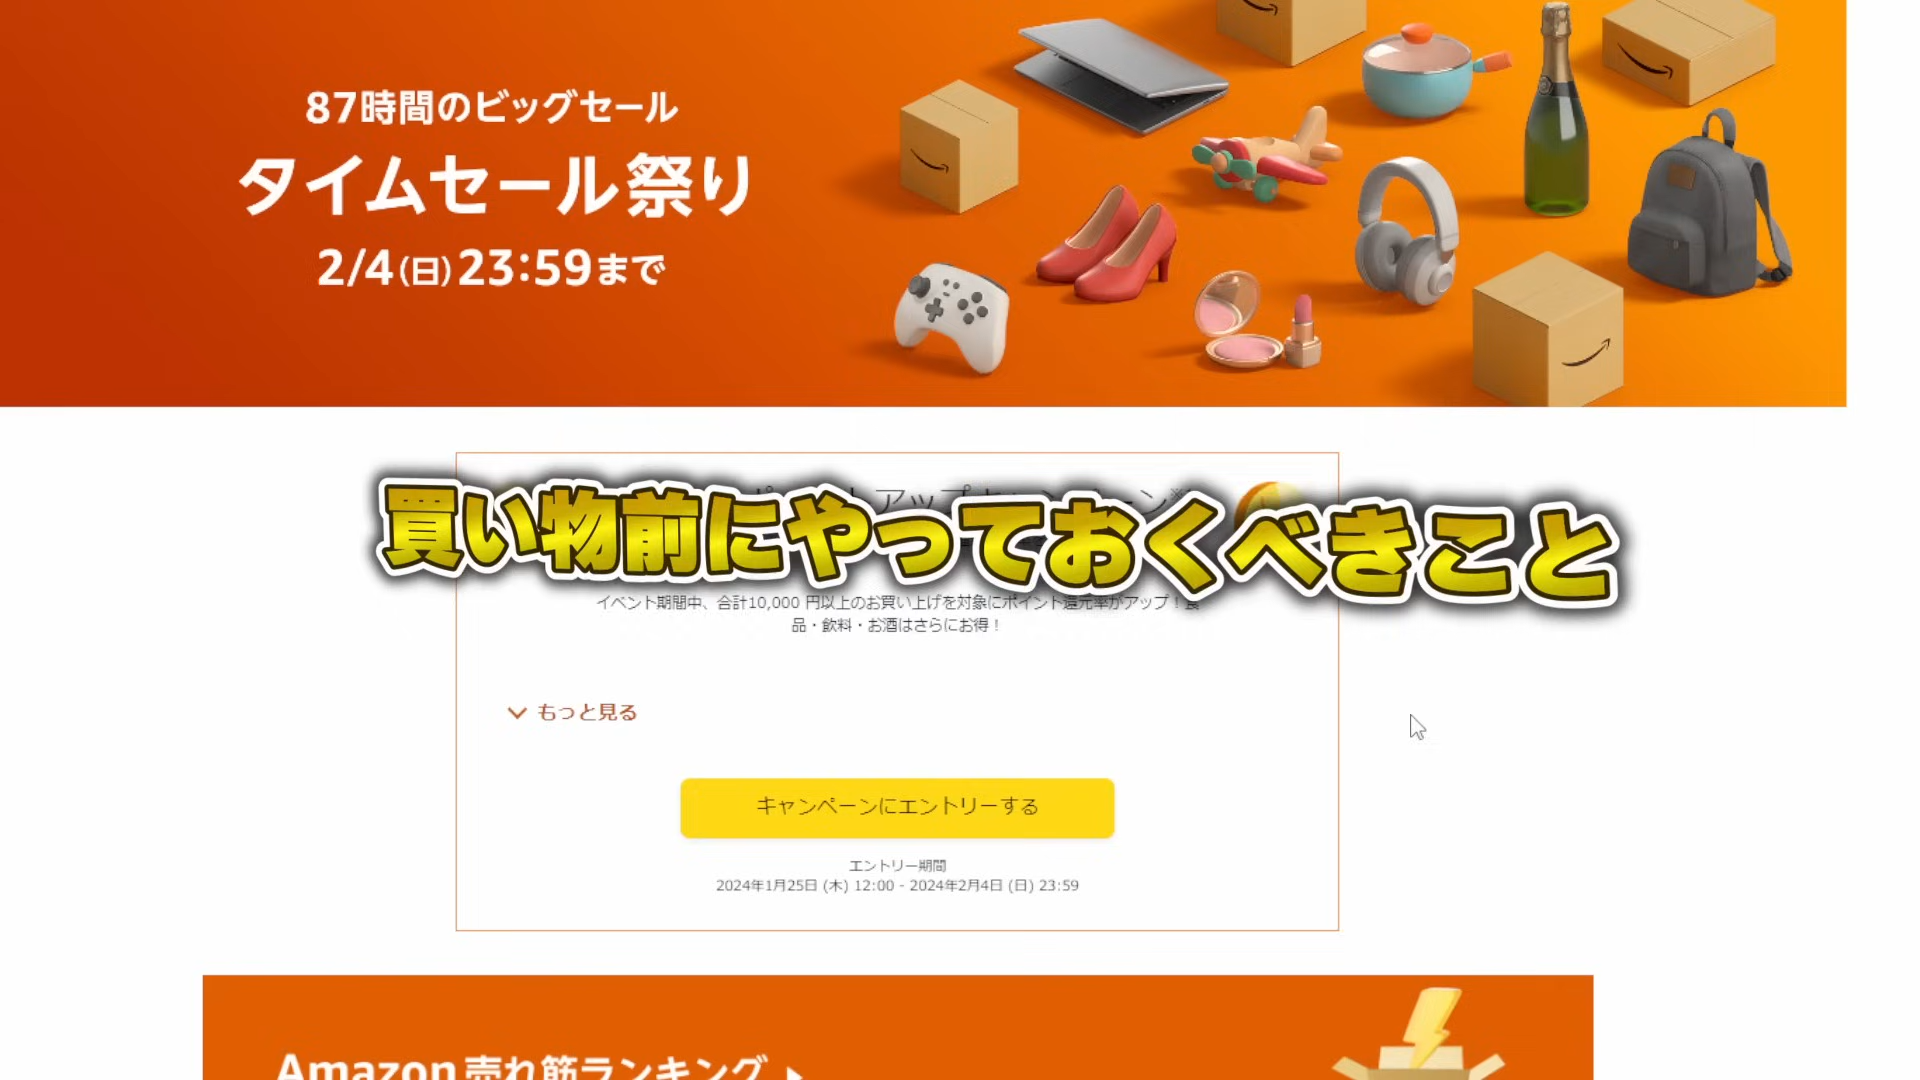 87時間のビッグセール
タイムセール祭り
2/4(日)23:59まで
買い物前にやっておくべきこと
イベント期間中、合計10,000 円以上のお買い上げを対象にポイント還元率がアップ！食
品・飲料・お酒はさらにお得！
もっと見る
キャンペーンにエントリーする
エントリー期間
2024年1月25日 (木) 12:00 - 2024年2月4日 (日) 23:59
Amazon 売れ筋ランキング